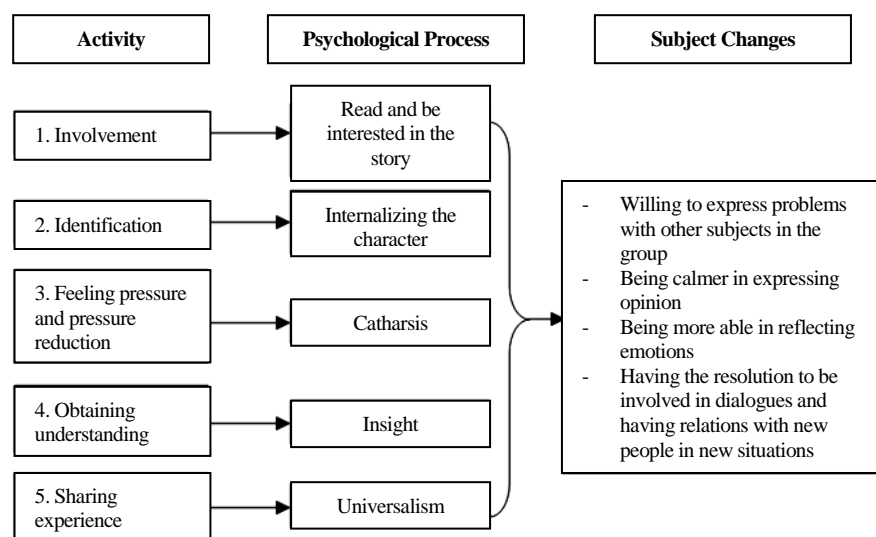 Activity
Psychological Process
Subject Changes
1. Involvement
Read and be
interested in the
story
2. Identification
Internalizing the
character
3. Feeling pressure
and pressure
reduction
Catharsis
4. Obtaining
understanding
Insight
5. Sharing
experience
Universalism
- Willing to express problems
with other subjects in the
group
- Being calmer in expressing
opinion
- Being more able in reflecting
emotions
- Having the resolution to be
involved in dialogues and
having relations with new
people in new situations